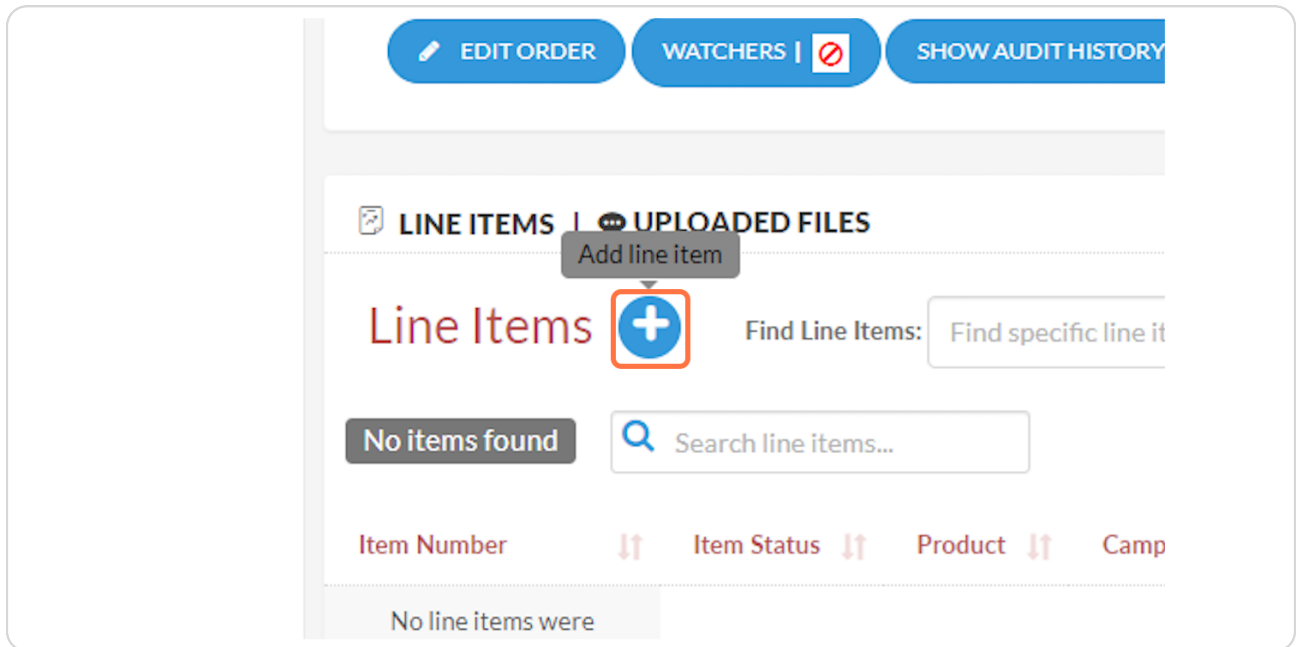 EDIT ORDER WATCHERS | SHOW AUDIT HISTORY
LINE ITEMS | UPLOADED FILES
Add line item
Line Items Find Line Items: Find specific line it
No items found Search line items...
Item Number Item Status Product Camp
No line items were